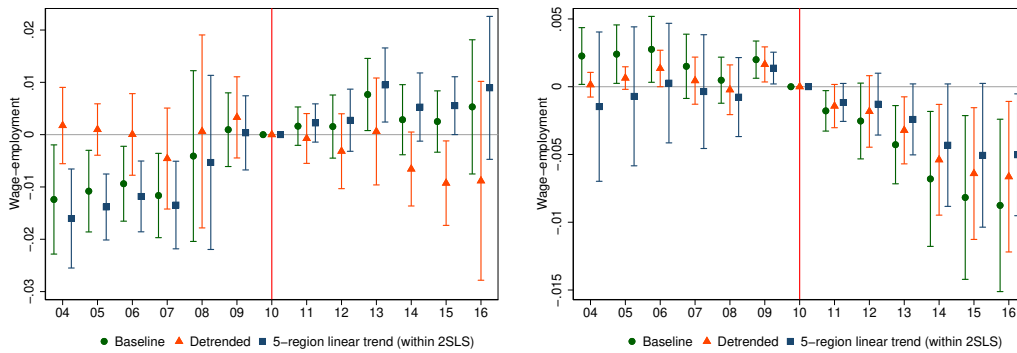 Wage−employment
.02
.01
0
−.01
−.02
−.03
04 05 06 07 08 09 10 11 12 13 14 15 16
Baseline Detrended 5−region linear trend (within 2SLS)
Wage−employment
.005
0
−.005
−.01
−.015
04 05 06 07 08 09 10 11 12 13 14 15 16
Baseline Detrended 5−region linear trend (within 2SLS)